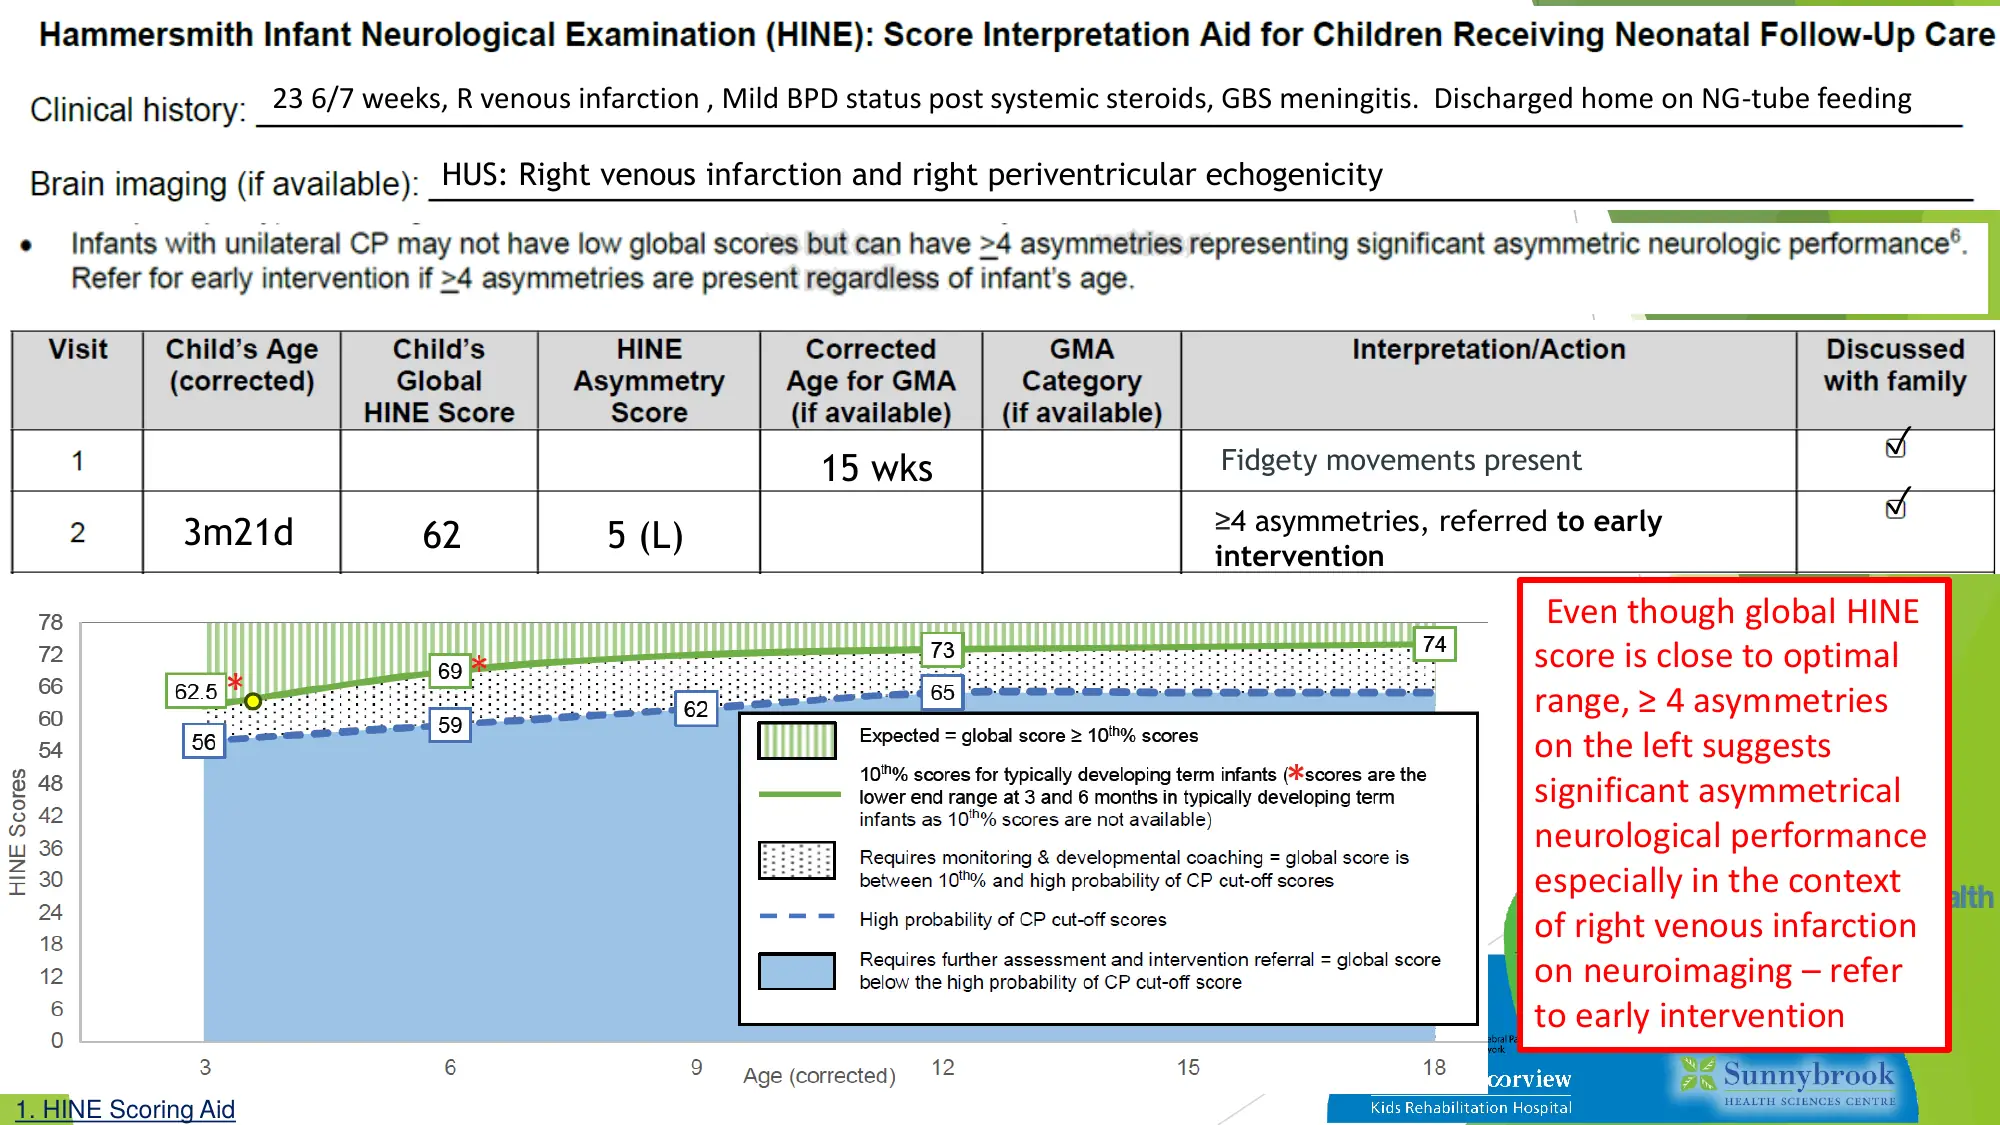 Hammersmith Infant Neurological Examination (HINE): Score Interpretation Aid for Children Receiving Neonatal Follow-Up Care
Clinical history: 23 6/7 weeks, R venous infarction , Mild BPD status post systemic steroids, GBS meningitis. Discharged home on NG-tube feeding
Brain imaging (if available): HUS: Right venous infarction and right periventricular echogenicity
• Infants with unilateral CP may not have low global scores but can have >4 asymmetries representing significant asymmetric neurologic performance6.
Refer for early intervention if >4 asymmetries are present regardless of infant's age.
Visit
Child's Age
(corrected)
Child's
Global
HINE Score
HINE
Asymmetry
Score
Corrected
Age for GMA
(if available)
GMA
Category
(if available)
Interpretation/Action
Discussed
with family
1
15 wks
Fidgety movements present
2
3m21d
62
5 (L)
≥4 asymmetries, referred to early
intervention
HINE Scores
78
72
66
60
54
48
42
36
30
24
18
12
6
0
62.5 *
69 *
73
74
56
59
62
65
Expected = global score ≥ 10th% scores
10th% scores for typically developing term infants (*scores are the
lower end range at 3 and 6 months in typically developing term
infants as 10th% scores are not available)
Requires monitoring & developmental coaching = global score is
between 10th% and high probability of CP cut-off scores
High probability of CP cut-off scores
Requires further assessment and intervention referral = global score
below the high probability of CP cut-off score
3
6
9
12
15
18
Age (corrected)
Even though global HINE
score is close to optimal
range, ≥ 4 asymmetries
on the left suggests
significant asymmetrical
neurological performance
especially in the context
of right venous infarction
on neuroimaging – refer
to early intervention
Kids Rehabilitation Hospital
Sunnybrook
HEALTH SCIENCES CENTRE
1. HINE Scoring Aid